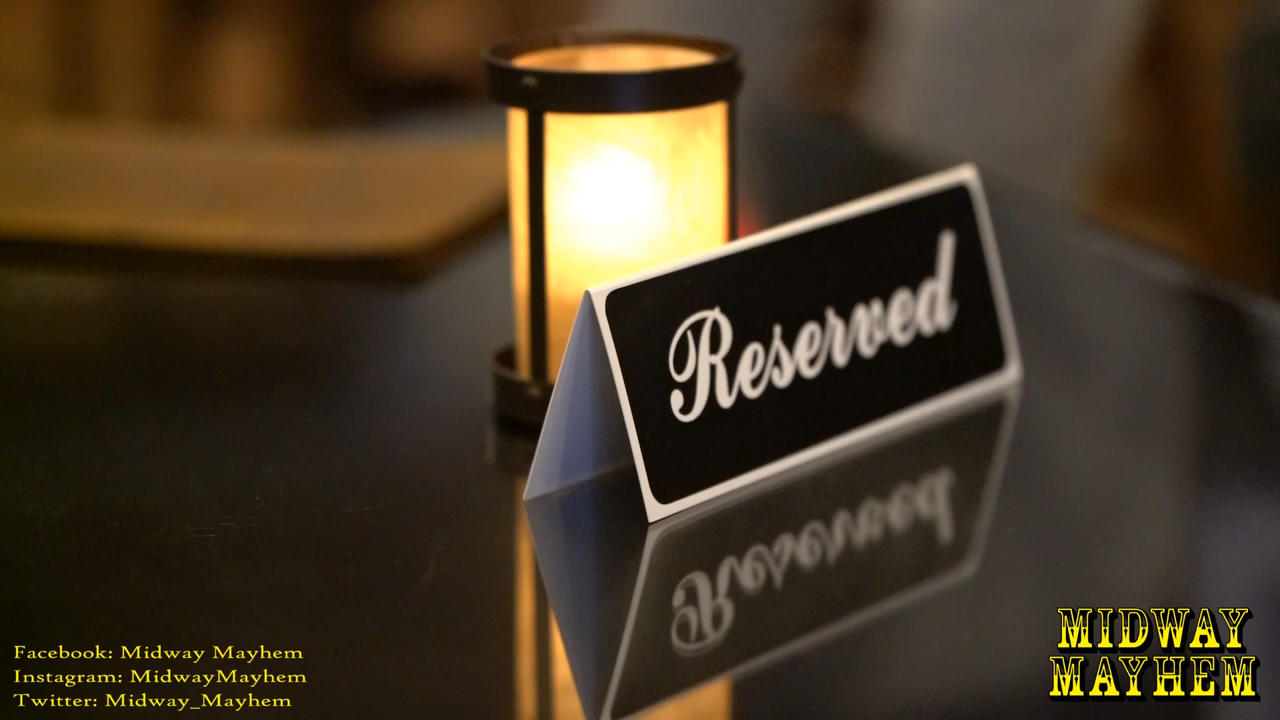 Reserved
Facebook: Midway Mayhem
Instagram: MidwayMayhem
Twitter: Midway_Mayhem
MIDWAY
MAYHEM